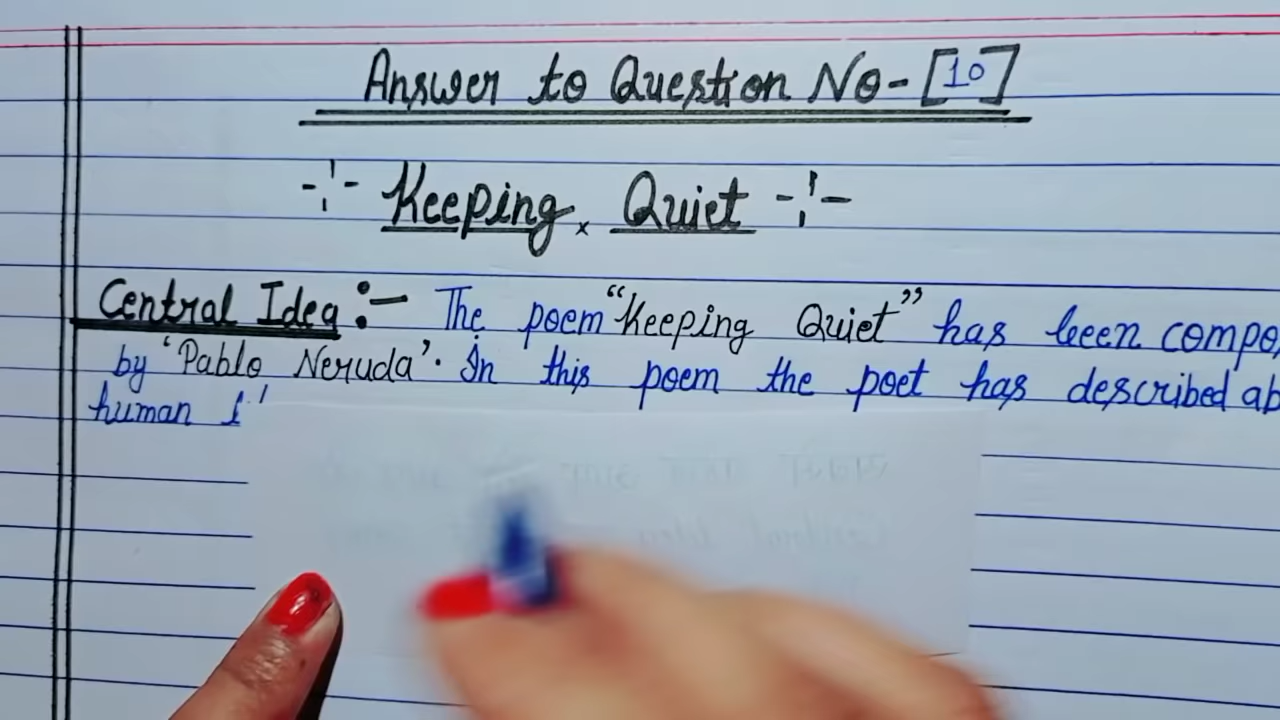 Answer to Question No-[10]
Keeping Quiet
Central Idea:- The poem "Keeping Quiet" has been compo
by 'Pablo Neruda'. In this poem the poet has described ab
human